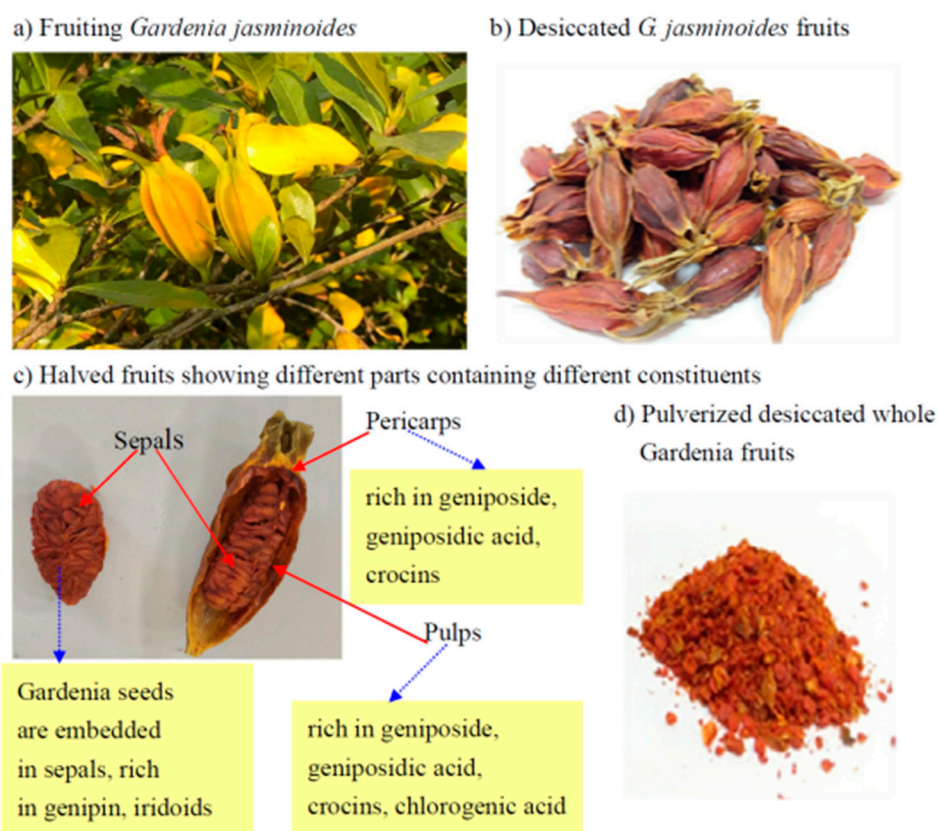 a) Fruiting Gardenia jasminoides
b) Desiccated G. jasminoides fruits
c) Halved fruits showing different parts containing different constituents
Sepals
Pericarps
rich in geniposide,
geniposidic acid,
crocins
Pulps
Gardenia seeds
are embedded
in sepals, rich
in genipin, iridoids
rich in geniposide,
geniposidic acid,
crocins, chlorogenic acid
d) Pulverized desiccated whole
Gardenia fruits